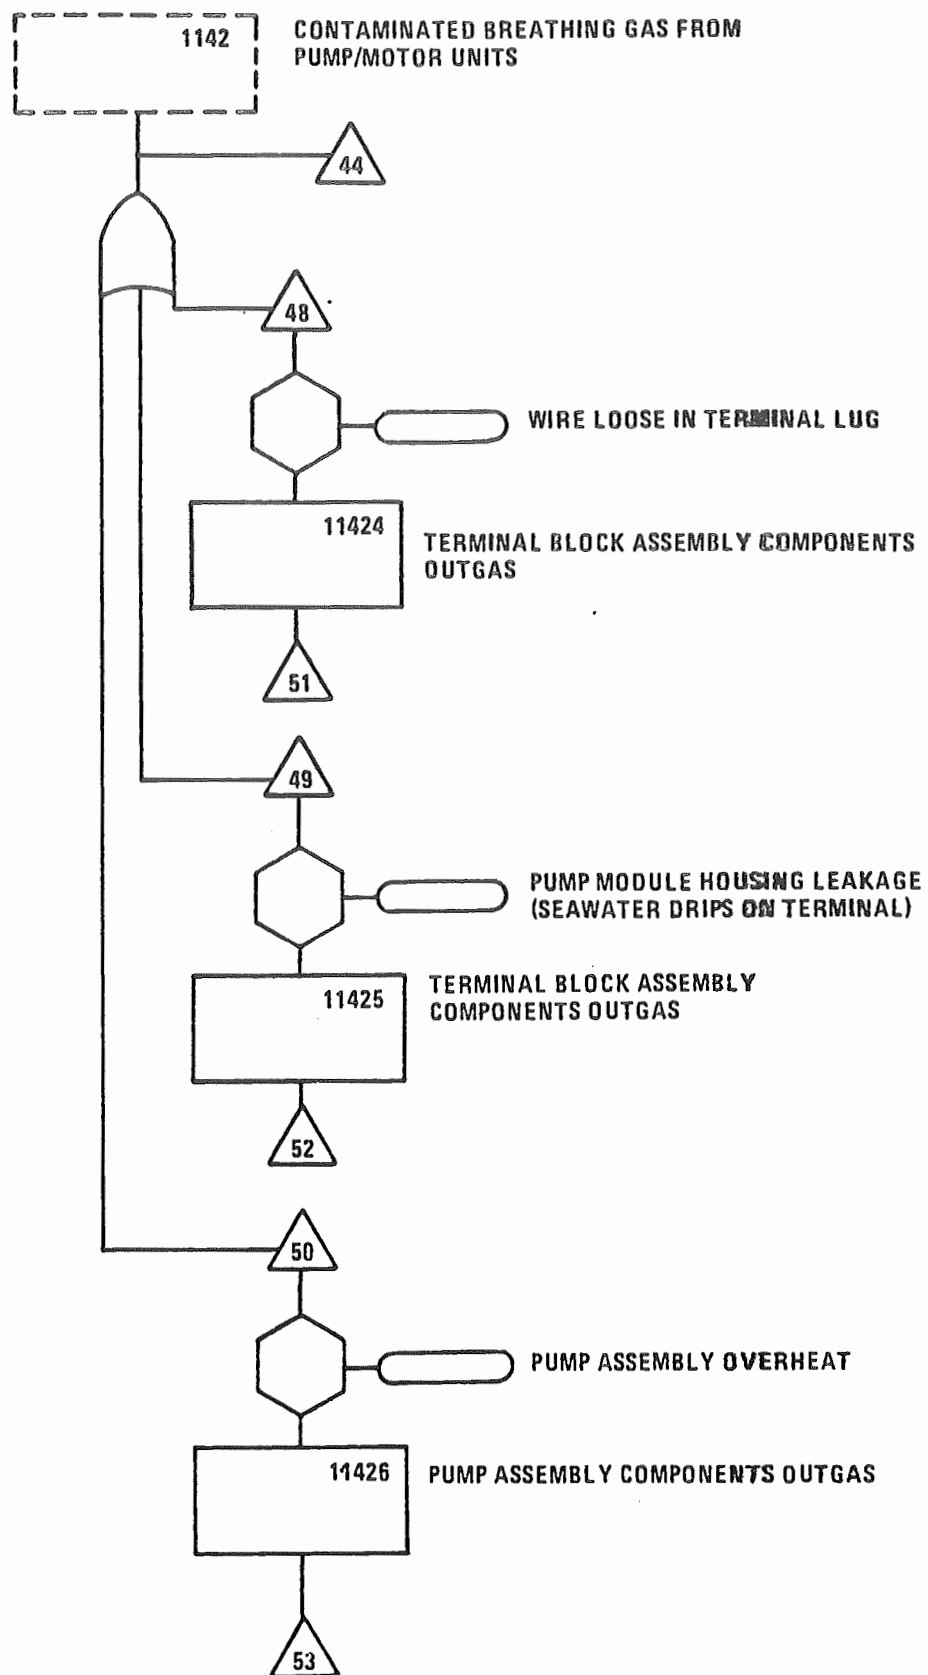 1142
CONTAMINATED BREATHING GAS FROM
PUMP/MOTOR UNITS
44
48
WIRE LOOSE IN TERMINAL LUG
11424
TERMINAL BLOCK ASSEMBLY COMPONENTS
OUTGAS
51
49
PUMP MODULE HOUSING LEAKAGE
(SEAWATER DRIPS ON TERMINAL)
11425
TERMINAL BLOCK ASSEMBLY
COMPONENTS OUTGAS
52
50
PUMP ASSEMBLY OVERHEAT
11426
PUMP ASSEMBLY COMPONENTS OUTGAS
53